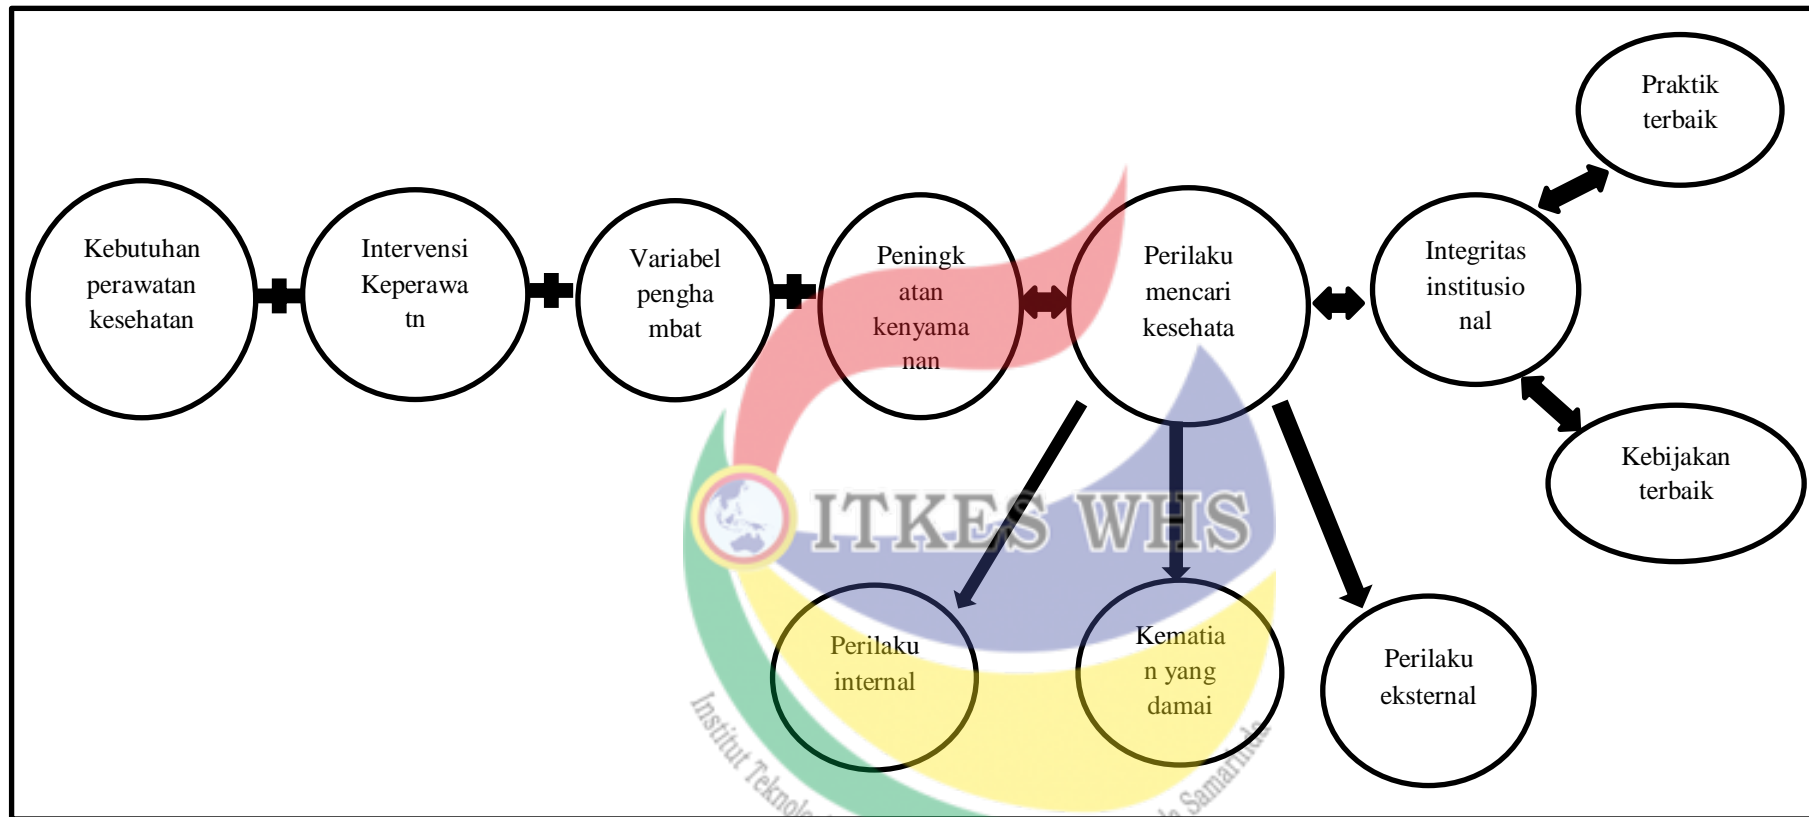 Praktik
terbaik
Kebutuhan
perawatan
kesehatan
Intervensi
Keperawa
tn
Variabel
pengha
mbat
Peningk
atan
kenyama
nan
Perilaku
mencari
kesehata
Integritas
institusio
nal
Kebijakan
terbaik
ITKES WHS
Perilaku
internal
Kematia
n yang
damai
Perilaku
eksternal
Institut
Samarinda